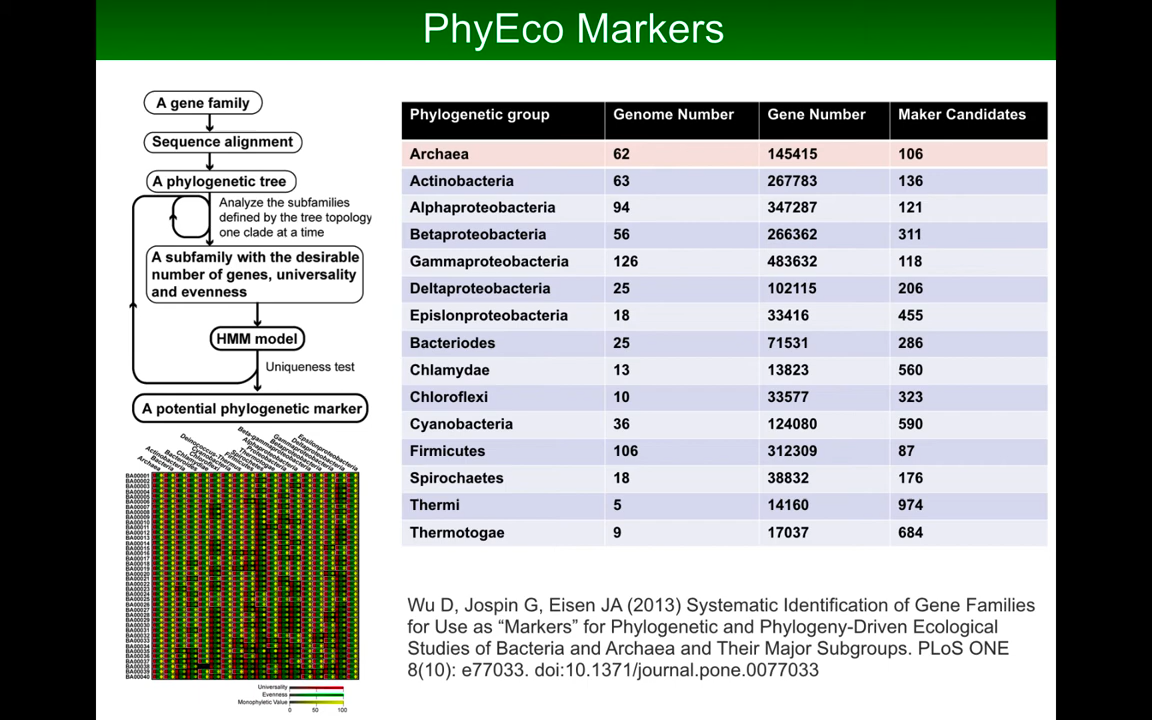 PhyEco Markers
A gene family
Sequence alignment
A phylogenetic tree
Analyze the subfamilies
defined by the tree topology
one clade at a time
A subfamily with the desirable
number of genes, universality
and evenness
HMM model
Uniqueness test
A potential phylogenetic marker
Phylogenetic group Genome Number Gene Number Maker Candidates
Archaea 62 145415 106
Actinobacteria 63 267783 136
Alphaproteobacteria 94 347287 121
Betaproteobacteria 56 266362 311
Gammaproteobacteria 126 483632 118
Deltaproteobacteria 25 102115 206
Epislonproteobacteria 18 33416 455
Bacteriodes 25 71531 286
Chlamydae 13 13823 560
Chloroflexi 10 33577 323
Cyanobacteria 36 124080 590
Firmicutes 106 312309 87
Spirochaetes 18 38832 176
Thermi 5 14160 974
Thermotogae 9 17037 684
Universality
Evenness
Monophyletic Value
0 50 100
Wu D, Jospin G, Eisen JA (2013) Systematic Identification of Gene Families
for Use as “Markers” for Phylogenetic and Phylogeny-Driven Ecological
Studies of Bacteria and Archaea and Their Major Subgroups. PLoS ONE
8(10): e77033. doi:10.1371/journal.pone.0077033